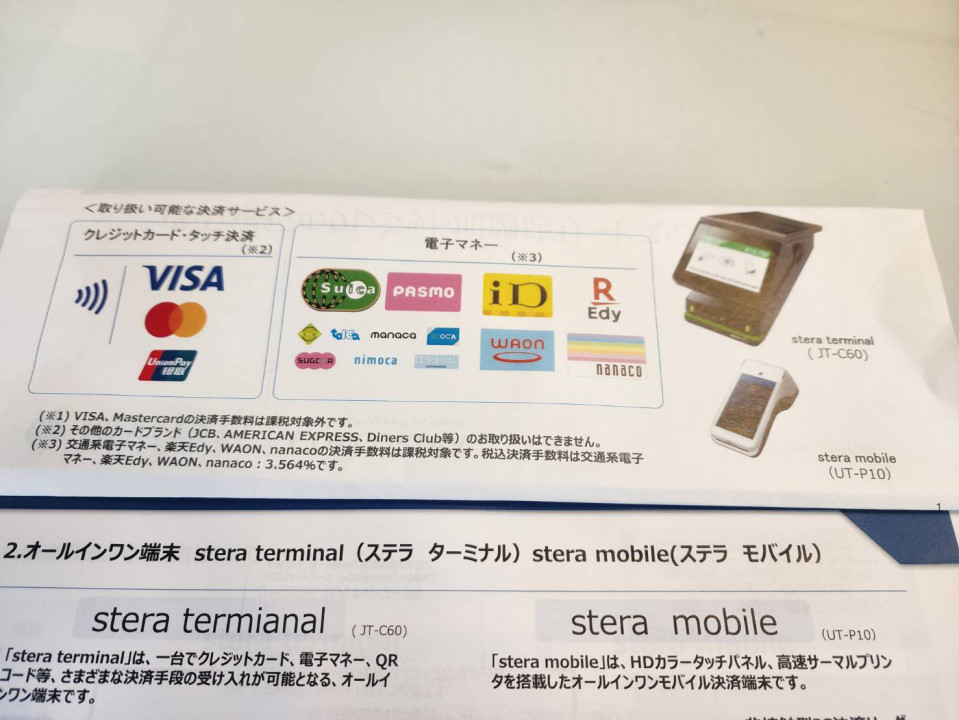 ＜取り扱い可能な決済サービス＞
クレジットカード・タッチ決済
(※2)
VISA
UnionPay
银联
電子マネー
(※3)
Suica
PASMO
iD
R
Edy
toica
manaca
SUGOCA
nimoca
WAON
nanaco
stera terminal
( JT-C60)
stera mobile
(UT-P10)
(※1) VISA、Mastercardの決済手数料は課税対象外です。
(※2) その他のカードブランド（JCB、AMERICAN EXPRESS、Diners Club等）のお取り扱いはできません。
(※3) 交通系電子マネー、楽天Edy、WAON、nanacoの決済手数料は課税対象です。税込決済手数料は交通系電子
マネー、楽天Edy、WAON、nanaco：3.564%です。
1
2.オールインワン端末 stera terminal（ステラ ターミナル）stera mobile(ステラ モバイル）
stera termianal ( JT-C60)
「stera terminal」は、一台でクレジットカード、電子マネー、QR
コード等、さまざまな決済手段の受け入れが可能となる、オールイ
ンワン端末です。
stera mobile (UT-P10)
「stera mobile」は、HDカラータッチパネル、高速サーマルプリン
タを搭載したオールインワンモバイル決済端末です。